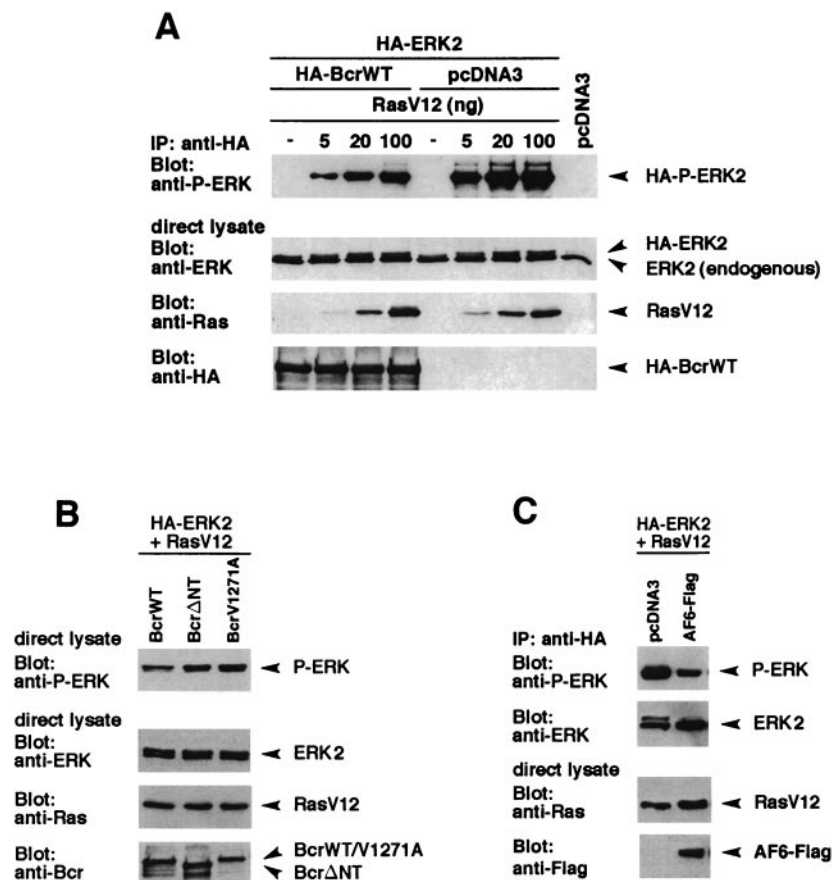 A
HA-ERK2
HA-BcrWT pcDNA3
pcDNA3
RasV12 (ng)
IP: anti-HA - 5 20 100 - 5 20 100
Blot:
anti-P-ERK
HA-P-ERK2
direct lysate
Blot:
anti-ERK
HA-ERK2
ERK2 (endogenous)
Blot:
anti-Ras
RasV12
Blot:
anti-HA
HA-BcrWT
B
HA-ERK2
+ RasV12
BcrWT
BcrΔNT
BcrV1271A
direct lysate
Blot:
anti-P-ERK
P-ERK
direct lysate
Blot:
anti-ERK
ERK2
Blot:
anti-Ras
RasV12
Blot:
anti-Bcr
BcrWT/V1271A
BcrΔNT
C
HA-ERK2
+ RasV12
pcDNA3
AF6-Flag
IP: anti-HA
Blot:
anti-P-ERK
P-ERK
Blot:
anti-ERK
ERK2
direct lysate
Blot:
anti-Ras
RasV12
Blot:
anti-Flag
AF6-Flag